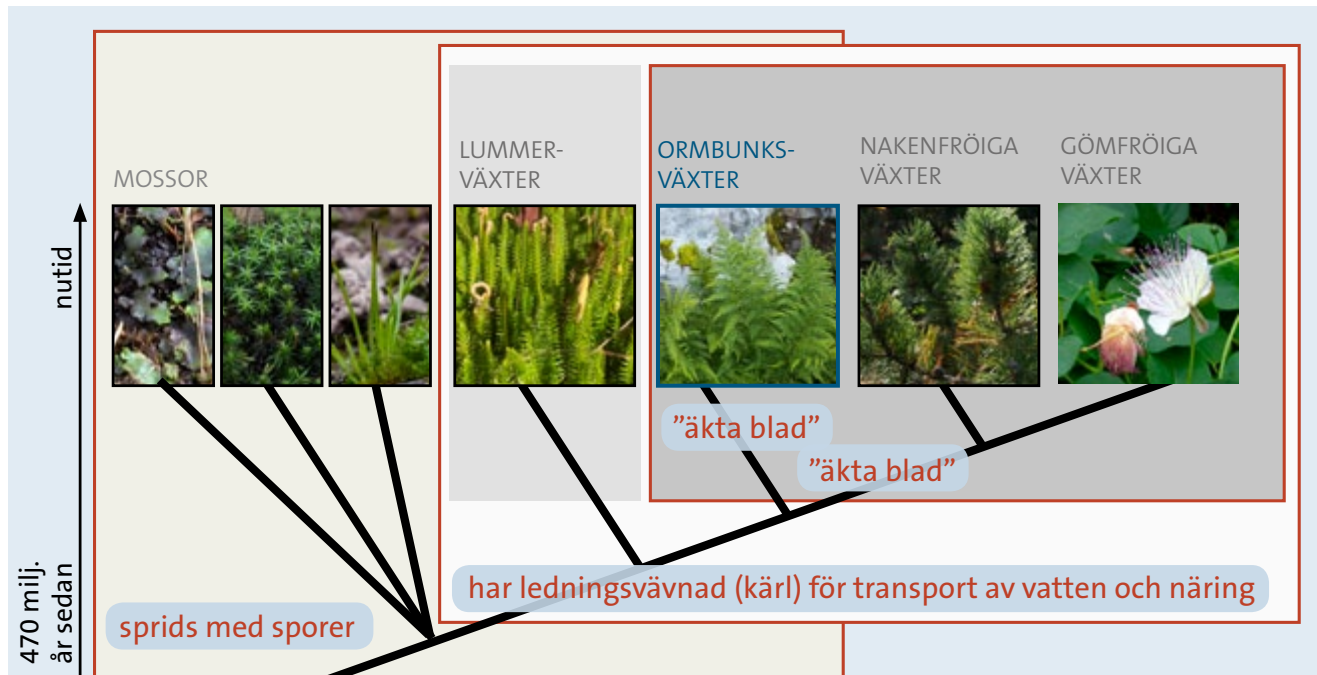 MOSSOR
LUMMER-
VÄXTER
ORMBUNKS-
VÄXTER
NAKENFRÖIGA
VÄXTER
GÖMFRÖIGA
VÄXTER
nutid
”äkta blad”
”äkta blad”
470 milj.
år sedan
har ledningsvävnad (kärl) för transport av vatten och näring
sprids med sporer